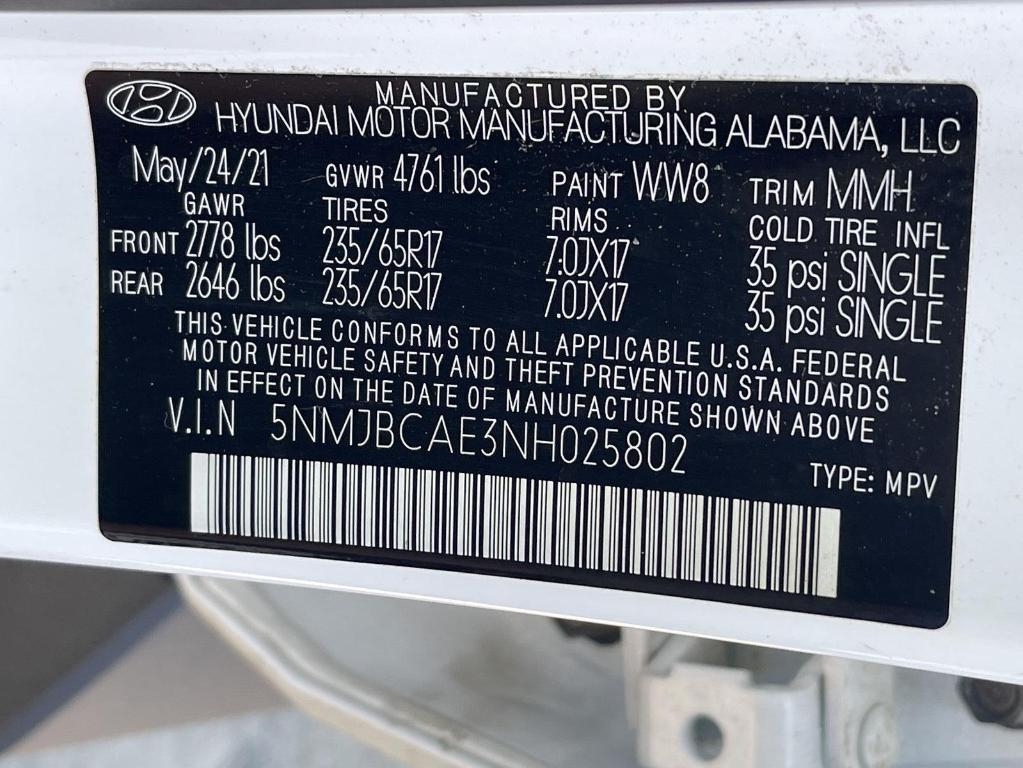 MANUFACTURED BY
HYUNDAI MOTOR MANUFACTURING ALABAMA, LLC
May/24/21 GVWR 4761 lbs PAINT WW8 TRIM MMH
GAWR TIRES RIMS COLD TIRE INFL
FRONT 2778 lbs 235/65R17 7.0JX17 35 psi SINGLE
REAR 2646 lbs 235/65R17 7.0JX17 35 psi SINGLE
THIS VEHICLE CONFORMS TO ALL APPLICABLE U.S.A. FEDERAL
MOTOR VEHICLE SAFETY AND THEFT PREVENTION STANDARDS
IN EFFECT ON THE DATE OF MANUFACTURE SHOWN ABOVE
V.I.N 5NMJBCAE3NH025802
TYPE: MPV